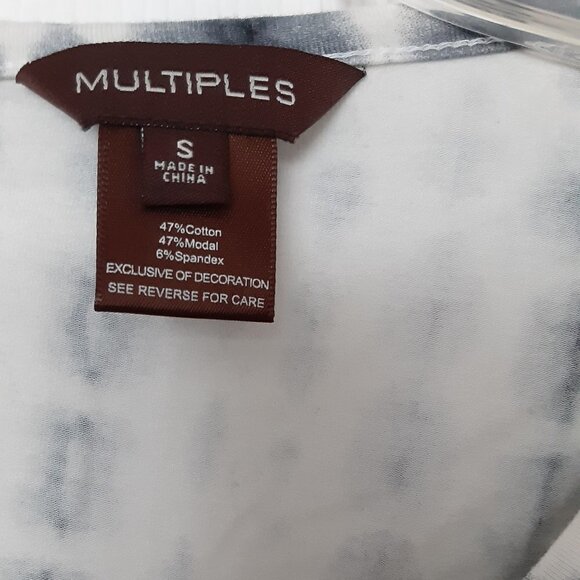 MULTIPLES
S
MADE IN
CHINA
47%Cotton
47%Modal
6%Spandex
EXCLUSIVE OF DECORATION
SEE REVERSE FOR CARE